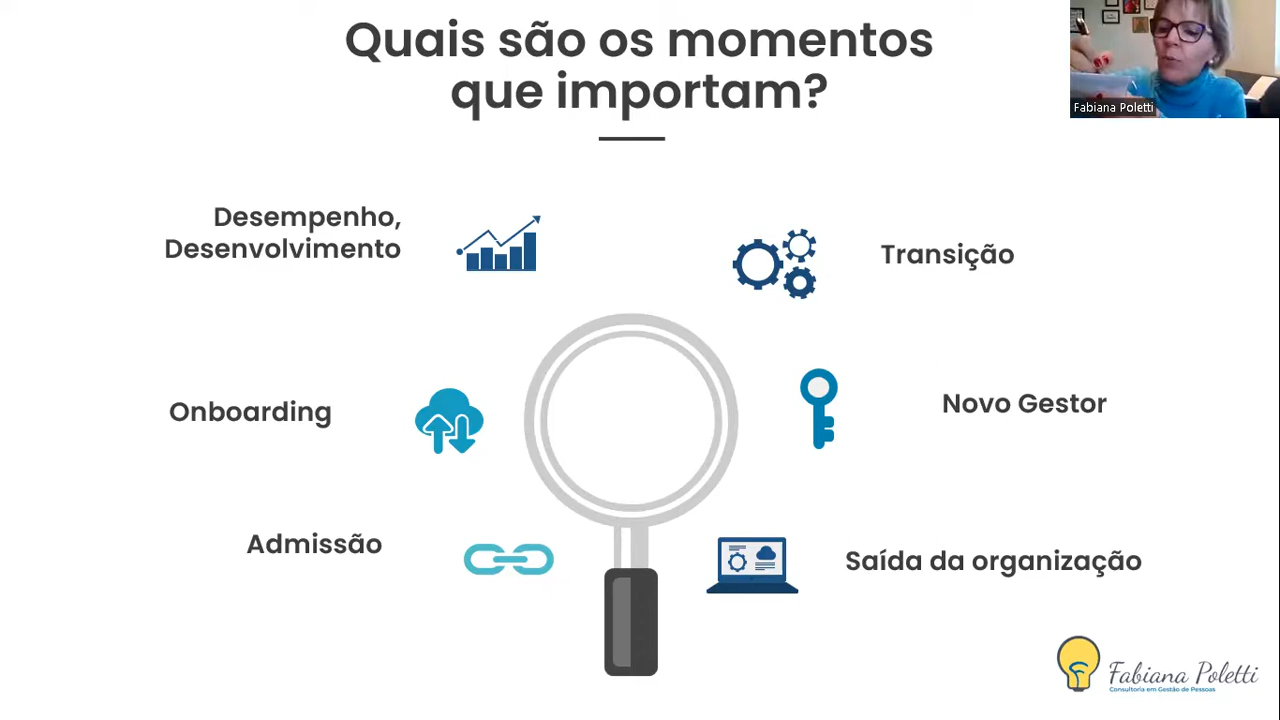 Quais são os momentos
que importam?
Fabiana Poletti
Desempenho,
Desenvolvimento
Transição
Onboarding
Novo Gestor
Admissão
Saída da organização
Fabiana Poletti
Consultoria em Gestão de Pessoas